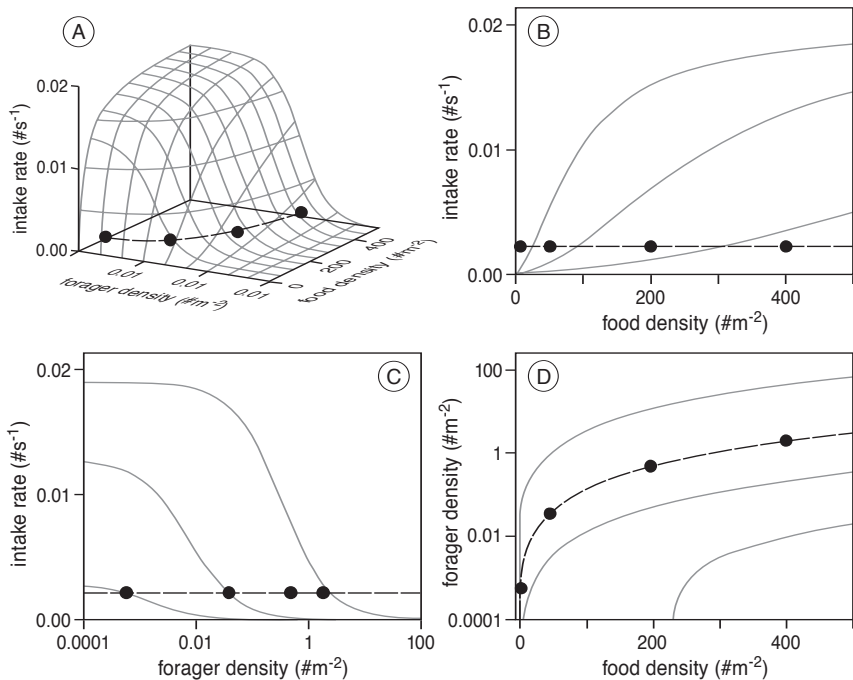 A
intake rate (#s-1)
0.02
0.01
0.00
0.01
0.01
0.01
forager density (#m-2)
0
200
400
food density (#m-2)
B
intake rate (#s-1)
0.02
0.01
0.00
0
200
400
food density (#m-2)
C
intake rate (#s-1)
0.02
0.01
0.00
0.0001
0.01
1
100
forager density (#m-2)
D
forager density (#m-2)
100
1
0.01
0.0001
0
200
400
food density (#m-2)